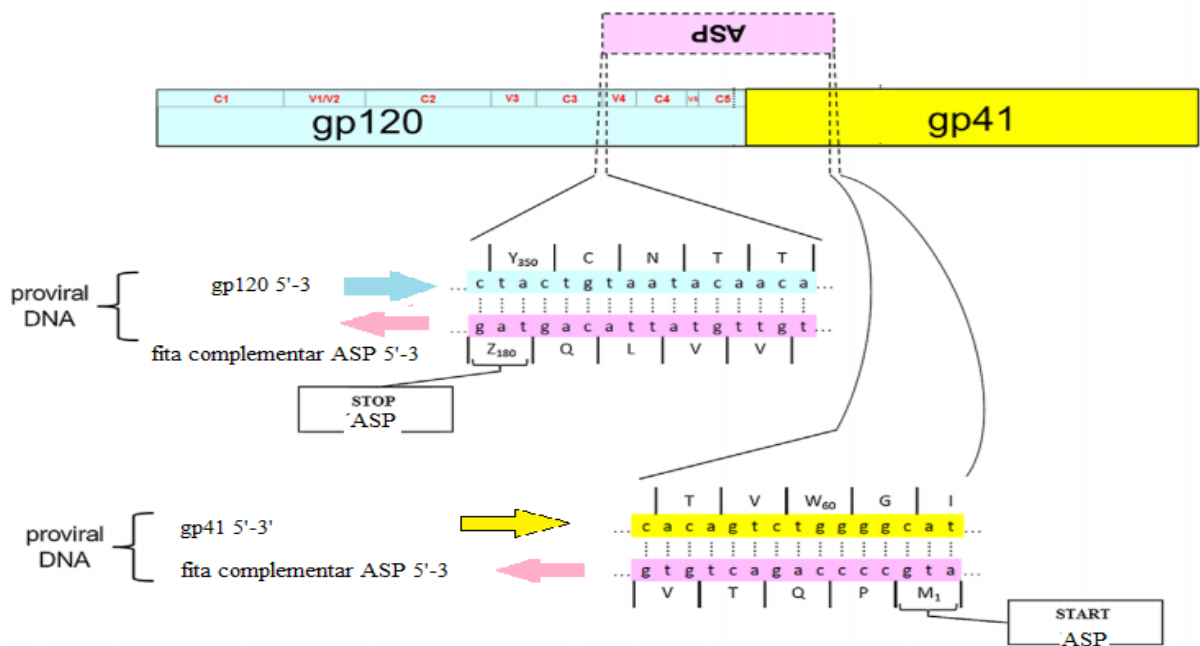 ASP
C1 V1/V2 C2 V3 C3 V4 C4 V5 C5
gp120 gp41
Y350 C N T T
proviral DNA
gp120 5'-3
... c t a c t g t a a t a c a a c a ...
... g a t g a c a t t a t g t t g t ...
fita complementar ASP 5'-3
Z180 Q L V V
STOP
´ASP
T V W60 G I
proviral DNA
gp41 5'-3'
... c a c a g t c t g g g g c a t ...
... g t g t c a g a c c c c g t a ...
fita complementar ASP 5'-3
V T Q P M1
START
ASP